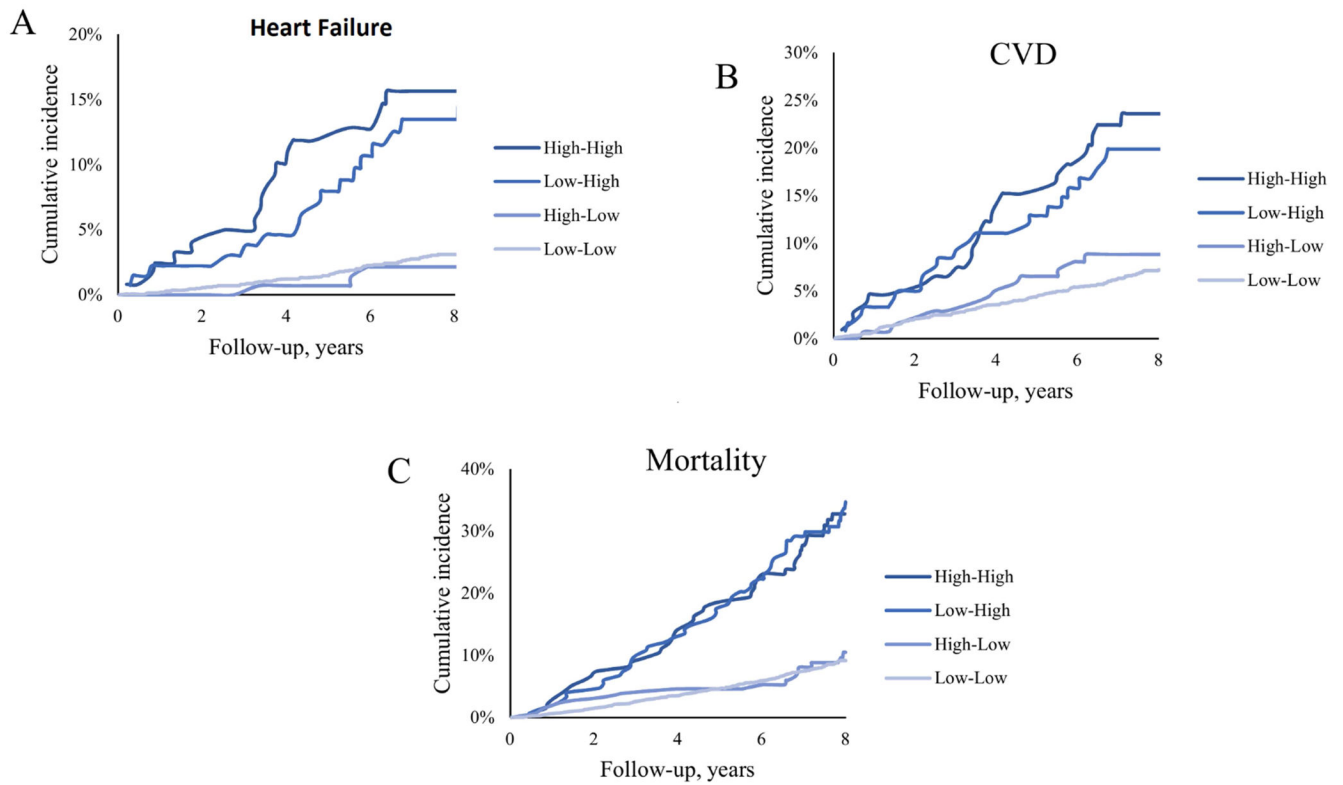 A
Heart Failure
20%
15%
10%
5%
0%
Cumulative incidence
0 2 4 6 8
Follow-up, years
High-High
Low-High
High-Low
Low-Low
B
CVD
30%
25%
20%
15%
10%
5%
0%
Cumulative incidence
0 2 4 6 8
Follow-up, years
High-High
Low-High
High-Low
Low-Low
C
Mortality
40%
30%
20%
10%
0%
Cumulative incidence
0 2 4 6 8
Follow-up, years
High-High
Low-High
High-Low
Low-Low